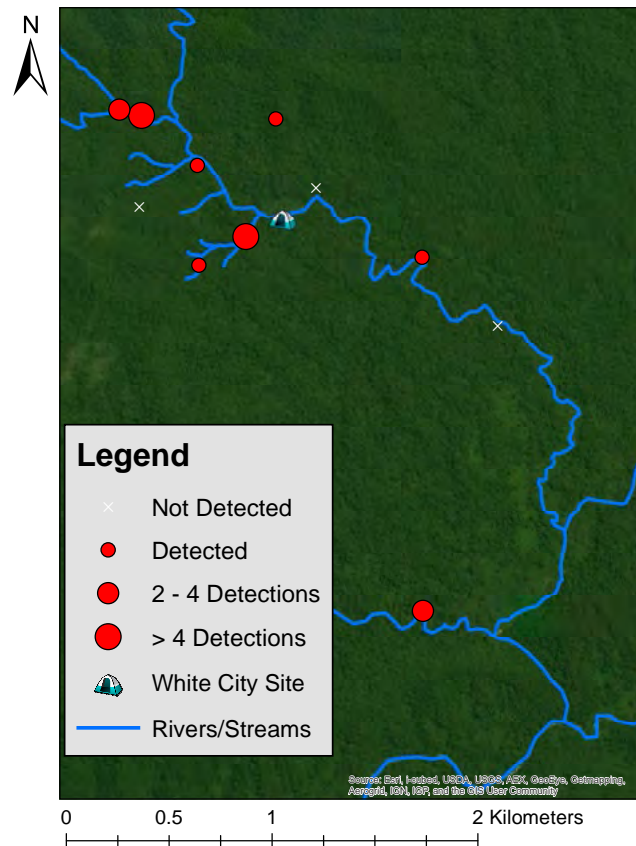 N
Legend
Not Detected
Detected
2 - 4 Detections
> 4 Detections
White City Site
Rivers/Streams
Source: Esri, i-cubed, USDA, USGS, AEX, GeoEye, Getmapping,
Aerogrid, IGN, IGP, and the GIS User Community
0 0.5 1 2 Kilometers